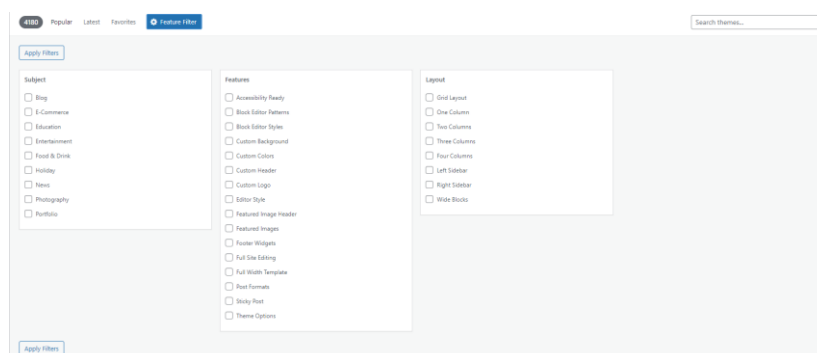 4180 Popular Latest Favorites Feature Filter Search themes...
Apply Filters
Subject
Blog
E-Commerce
Education
Entertainment
Food & Drink
Holiday
News
Photography
Portfolio
Features
Accessibility Ready
Block Editor Patterns
Block Editor Styles
Custom Background
Custom Colors
Custom Header
Custom Logo
Editor Style
Featured Image Header
Featured Images
Footer Widgets
Full Site Editing
Full Width Template
Post Formats
Sticky Post
Theme Options
Layout
Grid Layout
One Column
Two Columns
Three Columns
Four Columns
Left Sidebar
Right Sidebar
Wide Blocks
Apply Filters